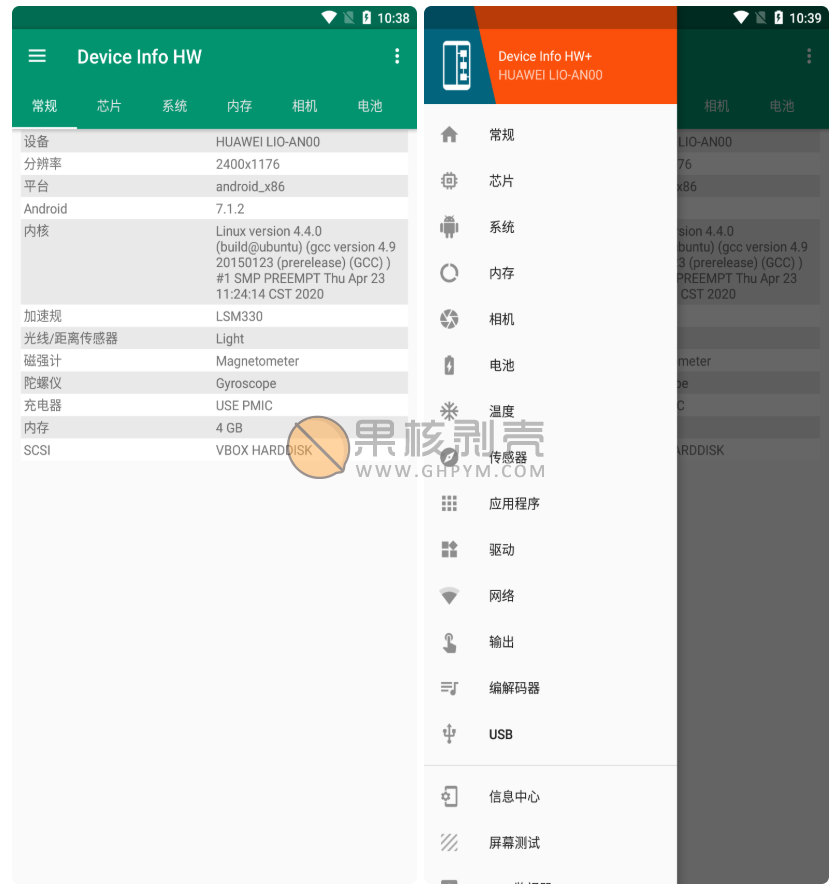 10:38
Device Info HW
常规 芯片 系统 内存 相机 电池
设备 HUAWEI LIO-AN00
分辨率 2400x1176
平台 android_x86
Android 7.1.2
内核 Linux version 4.4.0
(build@ubuntu) (gcc version 4.9
20150123 (prerelease) (GCC) )
#1 SMP PREEMPT Thu Apr 23
11:24:14 CST 2020
加速规 LSM330
光线/距离传感器 Light
磁强计 Magnetometer
陀螺仪 Gyroscope
充电器 USE PMIC
内存 4 GB
SCSI VBOX HARDDISK
果核剥壳
WWW.GHPYM.COM
10:39
Device Info HW+
HUAWEI LIO-AN00
常规
芯片
系统
内存
相机
电池
温度
传感器
应用程序
驱动
网络
输出
编解码器
USB
信息中心
屏幕测试
相机 电池
LIO-AN00
76
x86
rsion 4.4.0
buntu) (gcc version 4.9
3 (prerelease) (GCC) )
PREEMPT Thu Apr 23
CST 2020
meter
pe
C
ARDDISK